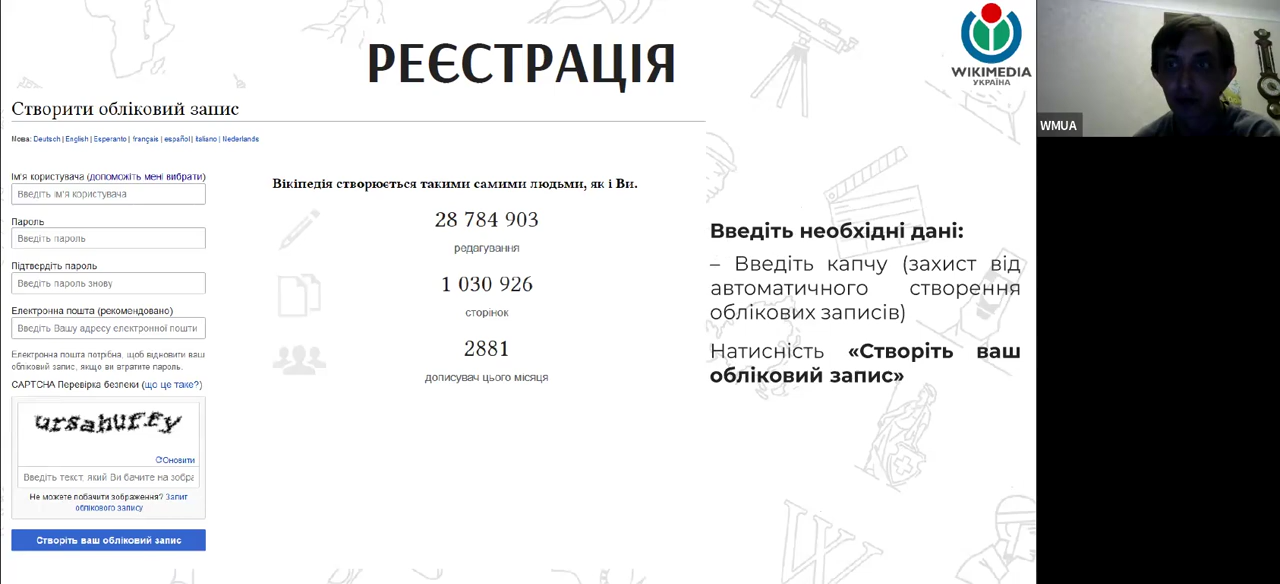 РЕЄСТРАЦІЯ
WIKIMEDIA
УКРАЇНА
WMUA
Створити обліковий запис
Мова: Deutsch | English | Esperanto | français | español | italiano | Nederlands
Ім'я користувача (допоможіть мені вибрати)
Введіть ім'я користувача
Пароль
Введіть пароль
Підтвердіть пароль
Введіть пароль знову
Електронна пошта (рекомендовано)
Введіть Вашу адресу електронної пошти
Електронна пошта потрібна, щоб відновити ваш
обліковий запис, якщо ви втратите пароль.
CAPTCHA Перевірка безпеки (що це таке?)
ursahuffy
Оновити
Введіть текст, який Ви бачите на зобра
Не можете побачити зображення? Запит
облікового запису
Створіть ваш обліковий запис
Вікіпедія створюється такими самими людьми, як і Ви.
28 784 903
редагування
1 030 926
сторінок
2881
дописувач цього місяця
Введіть необхідні дані:
– Введіть капчу (захист від
автоматичного створення
облікових записів)
Натисність «Створіть ваш
обліковий запис»